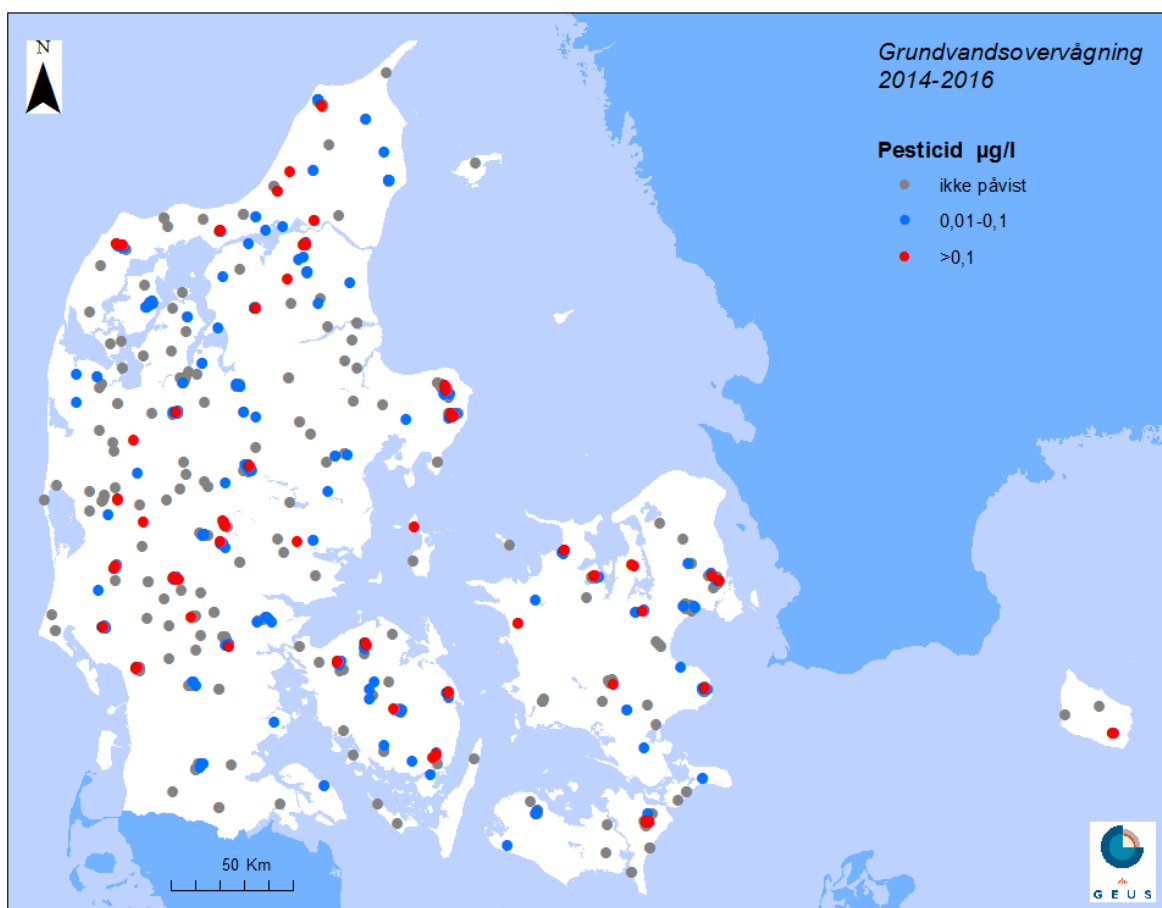 N
Grundvandsovervågning
2014-2016
Pesticid µg/l
ikke påvist
0,01-0,1
>0,1
50 Km
G E U S